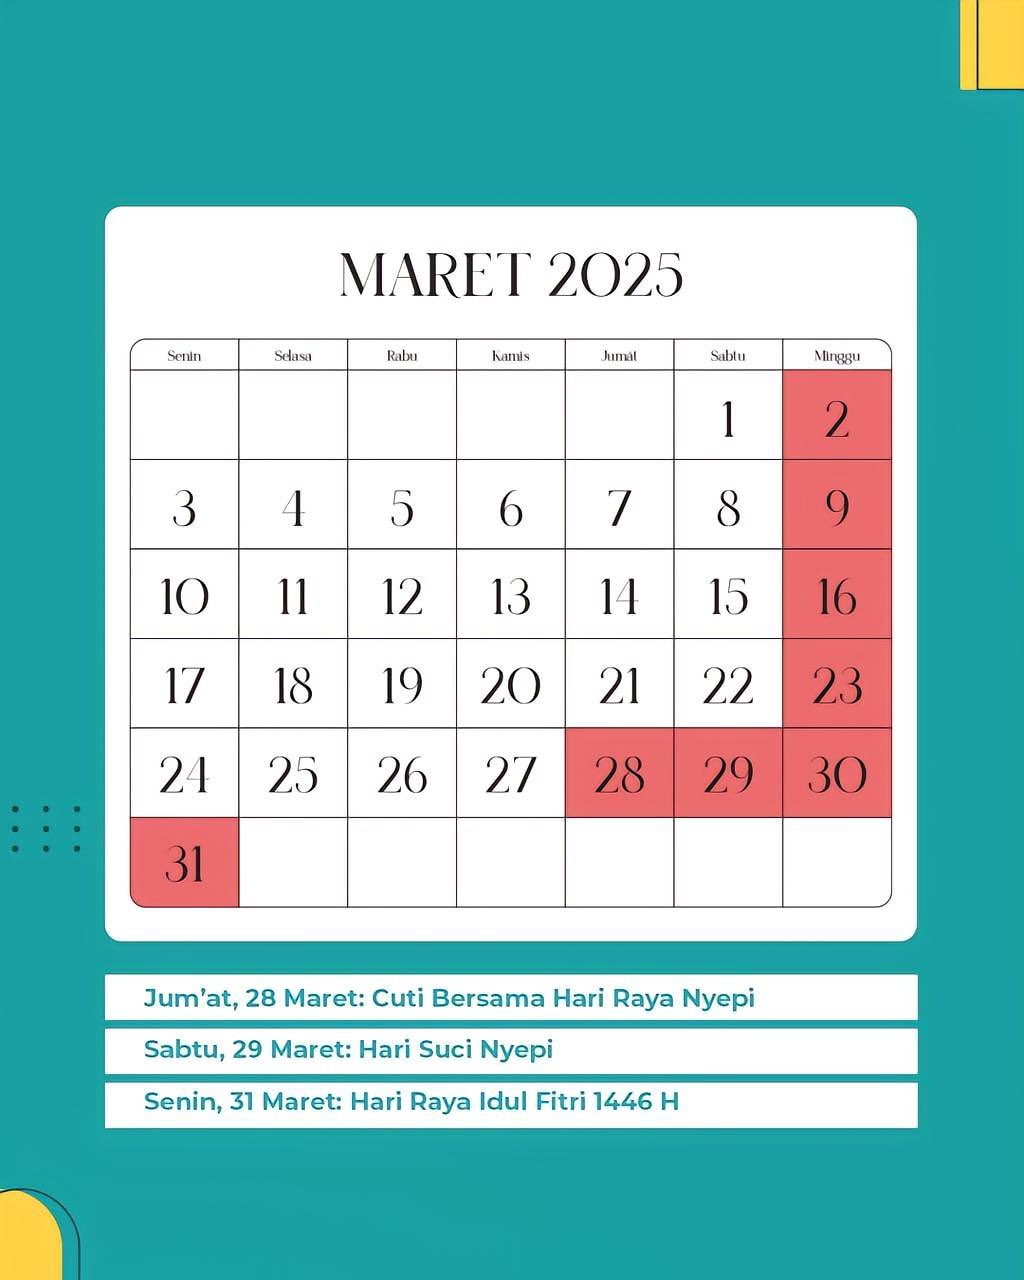 MARET 2025
Senin Selasa Rabu Kamis Jumat Sabtu Minggu
1 2
3 4 5 6 7 8 9
10 11 12 13 14 15 16
17 18 19 20 21 22 23
24 25 26 27 28 29 30
31
Jum’at, 28 Maret: Cuti Bersama Hari Raya Nyepi
Sabtu, 29 Maret: Hari Suci Nyepi
Senin, 31 Maret: Hari Raya Idul Fitri 1446 H